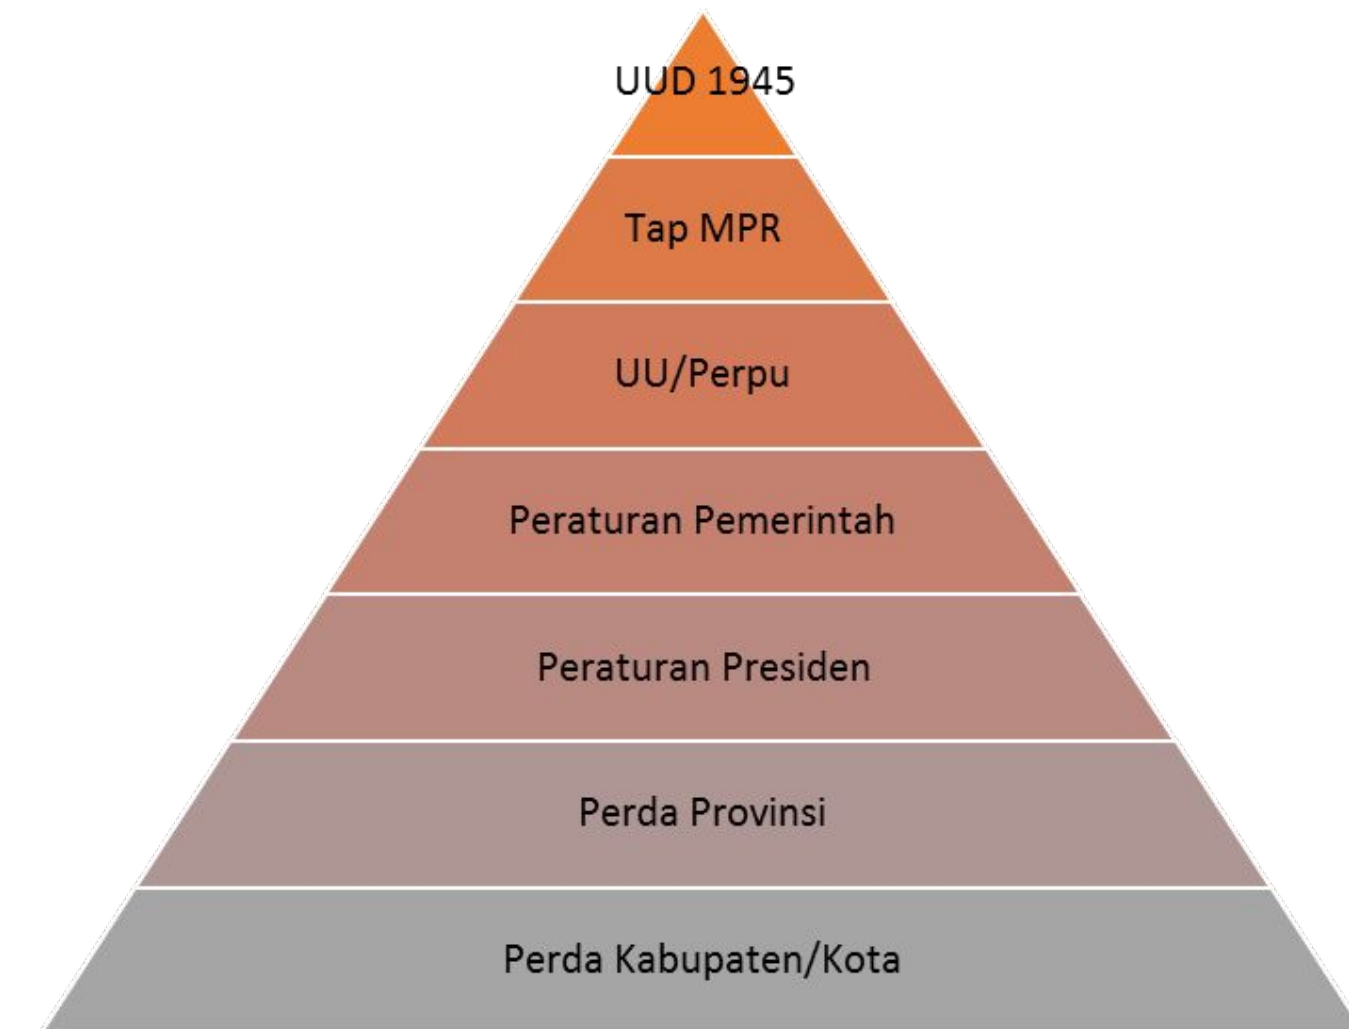 UUD 1945
Tap MPR
UU/Perpu
Peraturan Pemerintah
Peraturan Presiden
Perda Provinsi
Perda Kabupaten/Kota